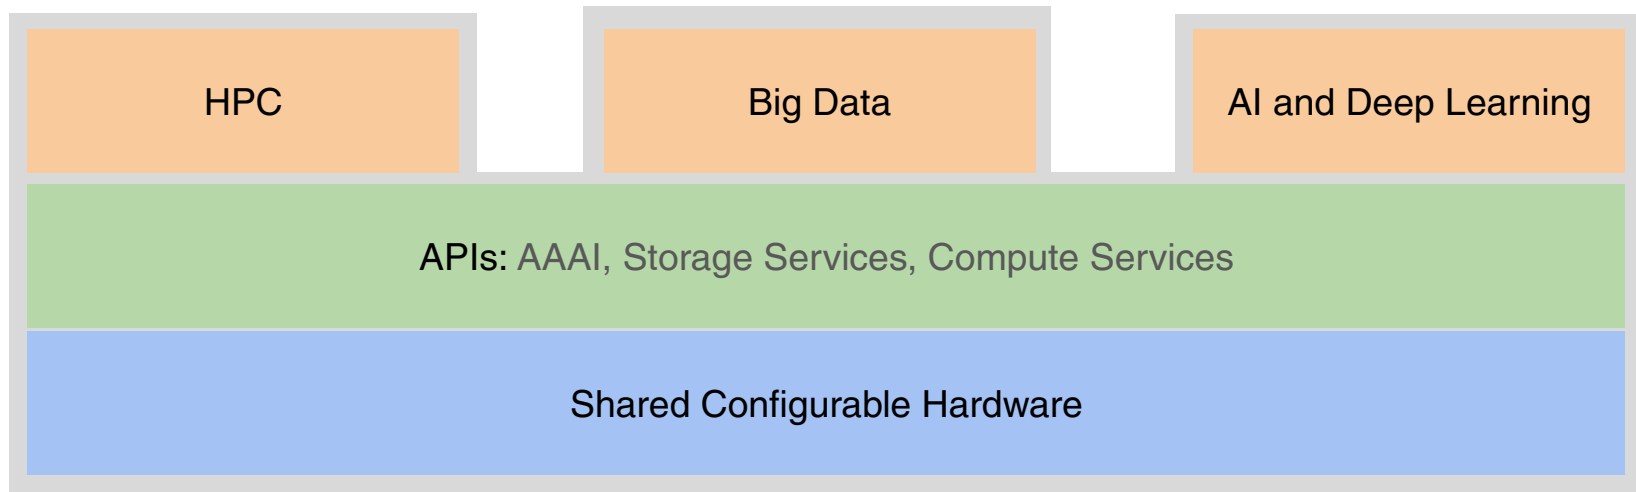 HPC
Big Data
AI and Deep Learning
APIs: AAAI, Storage Services, Compute Services
Shared Configurable Hardware